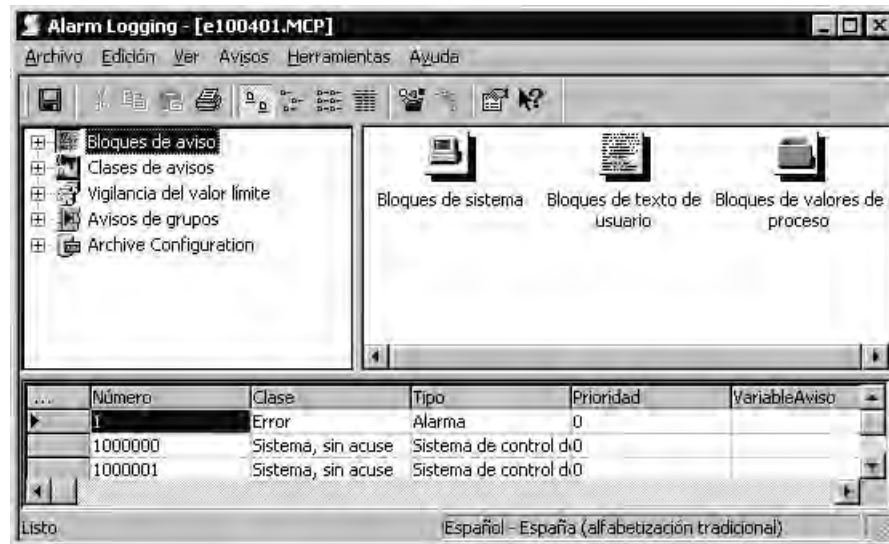 Alarm Logging - [e100401.MCP]
Archivo Edición Ver Avisos Herramientas Ayuda
Bloques de aviso
Clases de avisos
Vigilancia del valor límite
Avisos de grupos
Archive Configuration
Bloques de sistema
Bloques de texto de usuario
Bloques de valores de proceso
... Número Clase Tipo Prioridad VariableAviso
1 Error Alarma 0
1000000 Sistema, sin acuse Sistema de control d 0
1000001 Sistema, sin acuse Sistema de control d 0
Listo Español - España (alfabetización tradicional)